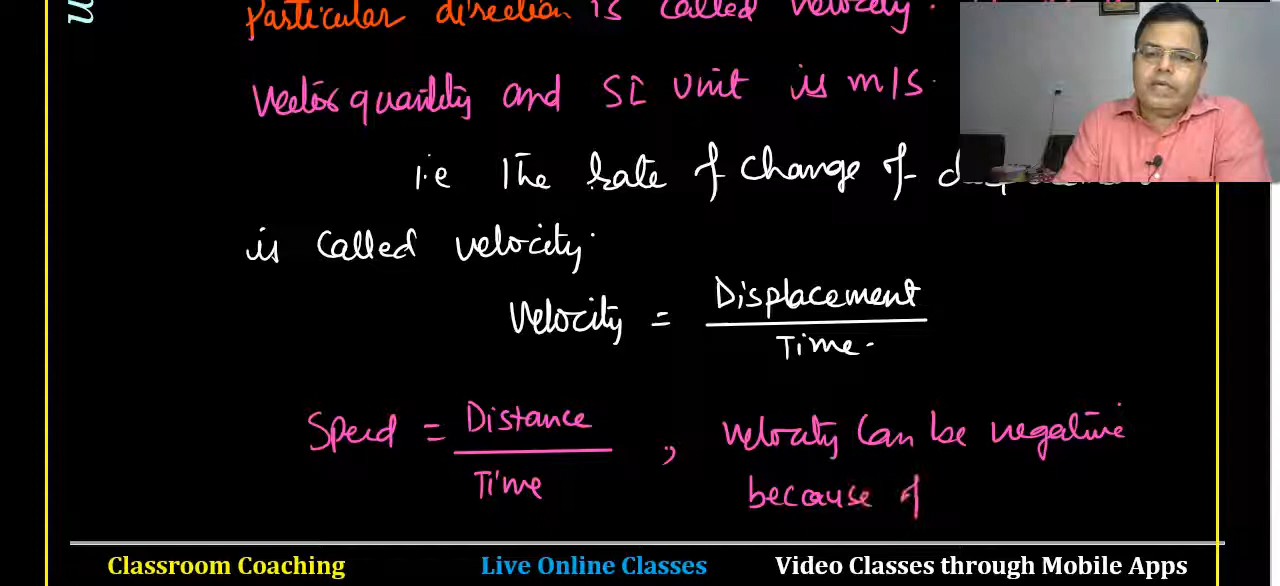 Particular direction is called velocity.
Vector quantity and SI unit is m/s.
i.e The rate of change of
is called velocity.
Velocity = Displacement / Time.
Speed = Distance / Time , velocity can be negative
because of
Classroom Coaching Live Online Classes Video Classes through Mobile Apps